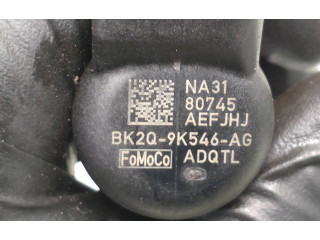 NA31
80745
AEFJHJ
BK2Q-9K546-AG
FoMoCo ADQTL